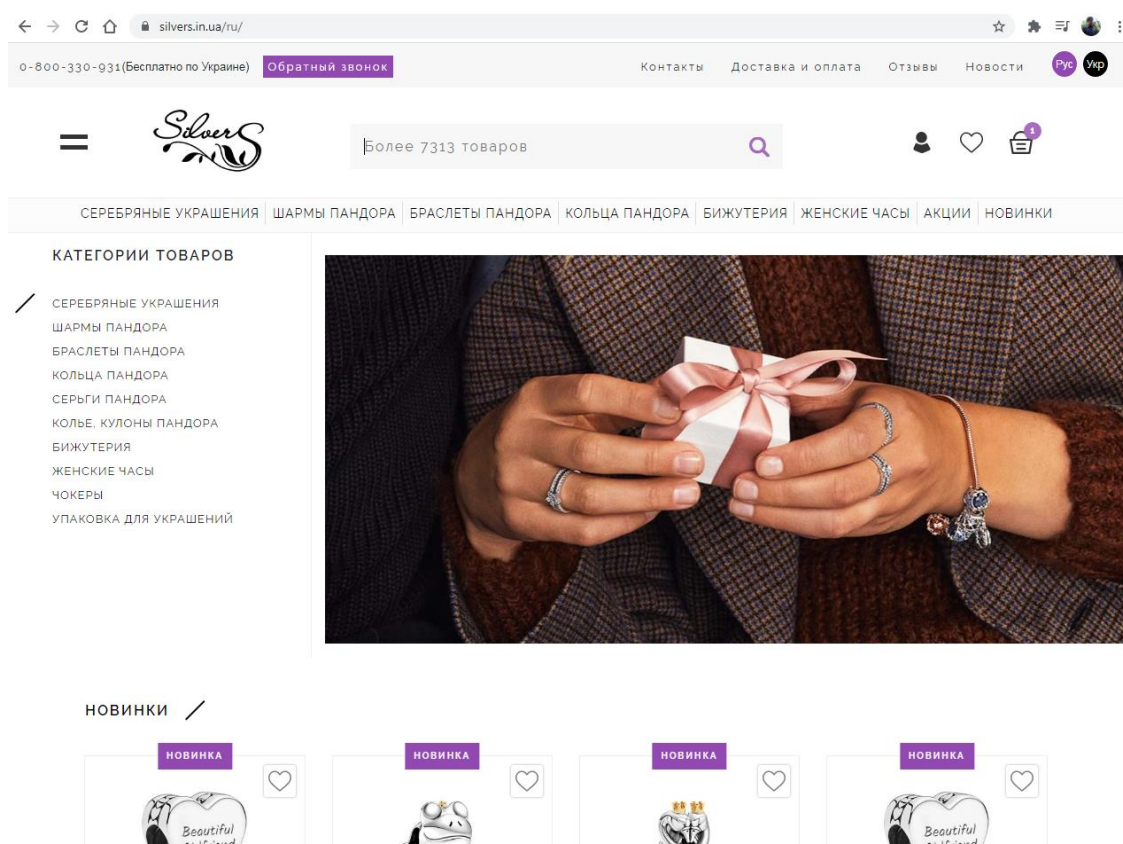 silvers.in.ua/ru/
0-800-330-931(Бесплатно по Украине) Обратный звонок Контакты Доставка и оплата Отзывы Новости Рус Укр
SilverS
Более 7313 товаров
1
СЕРЕБРЯНЫЕ УКРАШЕНИЯ ШАРМЫ ПАНДОРА БРАСЛЕТЫ ПАНДОРА КОЛЬЦА ПАНДОРА БИЖУТЕРИЯ ЖЕНСКИЕ ЧАСЫ АКЦИИ НОВИНКИ
КАТЕГОРИИ ТОВАРОВ
СЕРЕБРЯНЫЕ УКРАШЕНИЯ
ШАРМЫ ПАНДОРА
БРАСЛЕТЫ ПАНДОРА
КОЛЬЦА ПАНДОРА
СЕРЬГИ ПАНДОРА
КОЛЬЕ, КУЛОНЫ ПАНДОРА
БИЖУТЕРИЯ
ЖЕНСКИЕ ЧАСЫ
ЧОКЕРЫ
УПАКОВКА ДЛЯ УКРАШЕНИЙ
НОВИНКИ
НОВИНКА НОВИНКА НОВИНКА НОВИНКА
Beautiful Beautiful